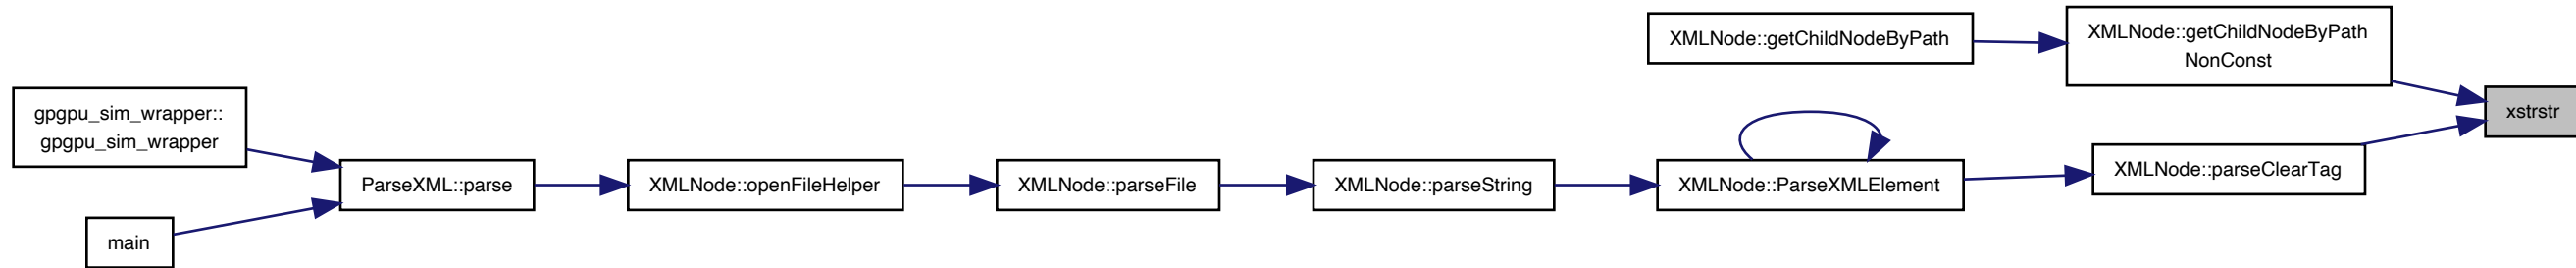 XMLNode::getChildNodeByPath
XMLNode::getChildNodeByPath
NonConst
gpgpu_sim_wrapper::
gpgpu_sim_wrapper
xstrstr
ParseXML::parse
XMLNode::openFileHelper
XMLNode::parseFile
XMLNode::parseString
XMLNode::ParseXMLElement
XMLNode::parseClearTag
main